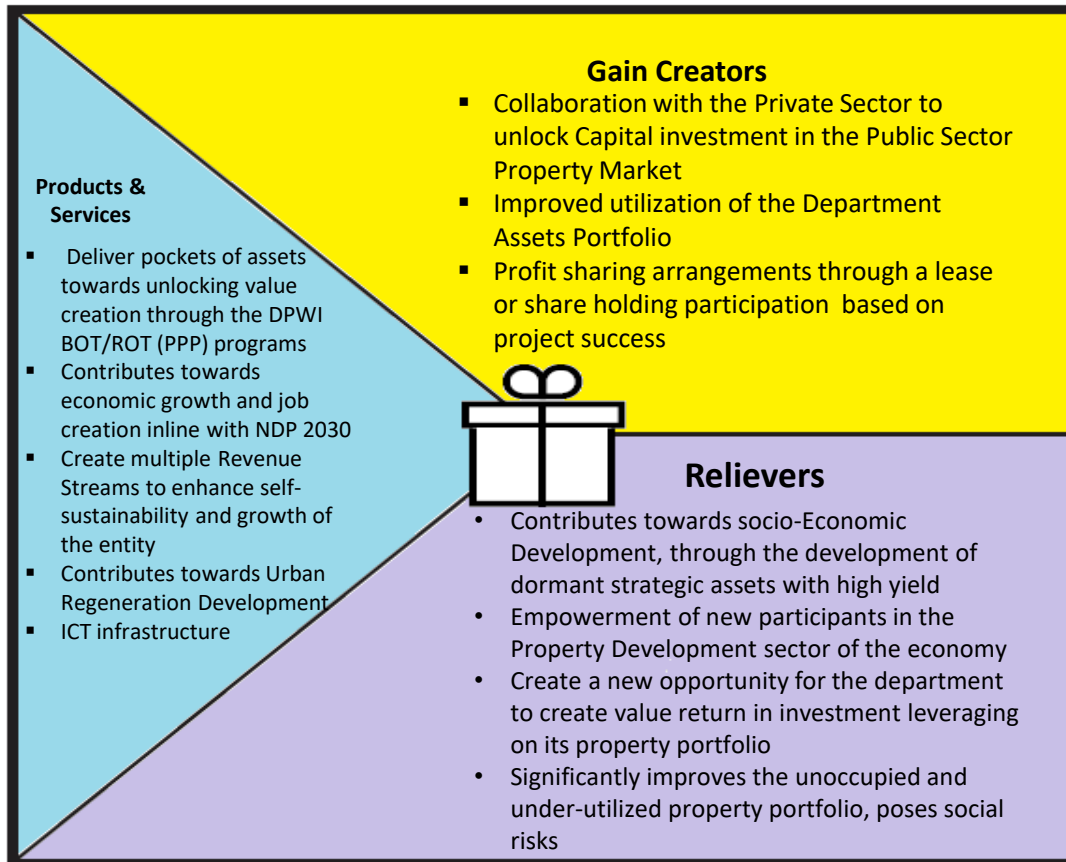 Gain Creators
▪ Collaboration with the Private Sector to
unlock Capital investment in the Public Sector
Property Market
▪ Improved utilization of the Department
Assets Portfolio
▪ Profit sharing arrangements through a lease
or share holding participation based on
project success
Products &
Services
▪ Deliver pockets of assets
towards unlocking value
creation through the DPWI
BOT/ROT (PPP) programs
▪ Contributes towards
economic growth and job
creation inline with NDP 2030
▪ Create multiple Revenue
Streams to enhance self-
sustainability and growth of
the entity
▪ Contributes towards Urban
Regeneration Development
▪ ICT infrastructure
Relievers
• Contributes towards socio-Economic
Development, through the development of
dormant strategic assets with high yield
• Empowerment of new participants in the
Property Development sector of the economy
• Create a new opportunity for the department
to create value return in investment leveraging
on its property portfolio
• Significantly improves the unoccupied and
under-utilized property portfolio, poses social
risks